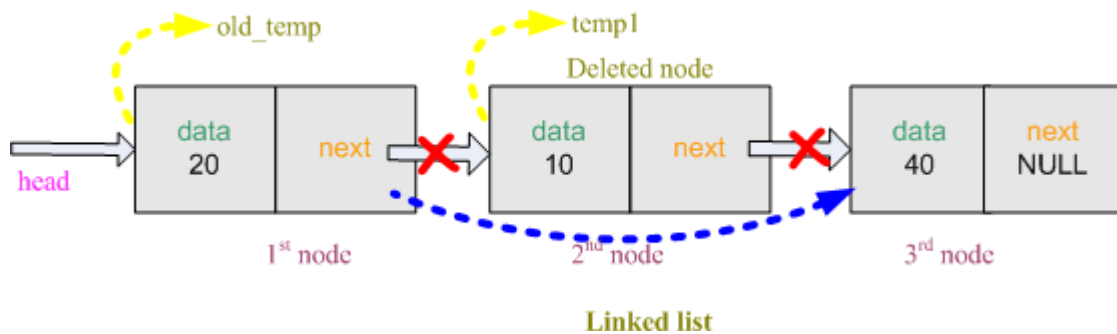 old_temp
temp1
Deleted node
data
20
next
data
10
next
data
40
next
NULL
head
1st node
2nd node
3rd node
Linked list